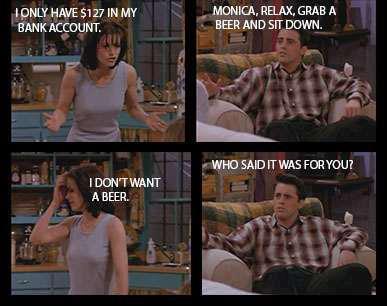 I ONLY HAVE $127 IN MY
BANK ACCOUNT.
MONICA, RELAX, GRAB A
BEER AND SIT DOWN.
I DON'T WANT
A BEER.
WHO SAID IT WAS FOR YOU?